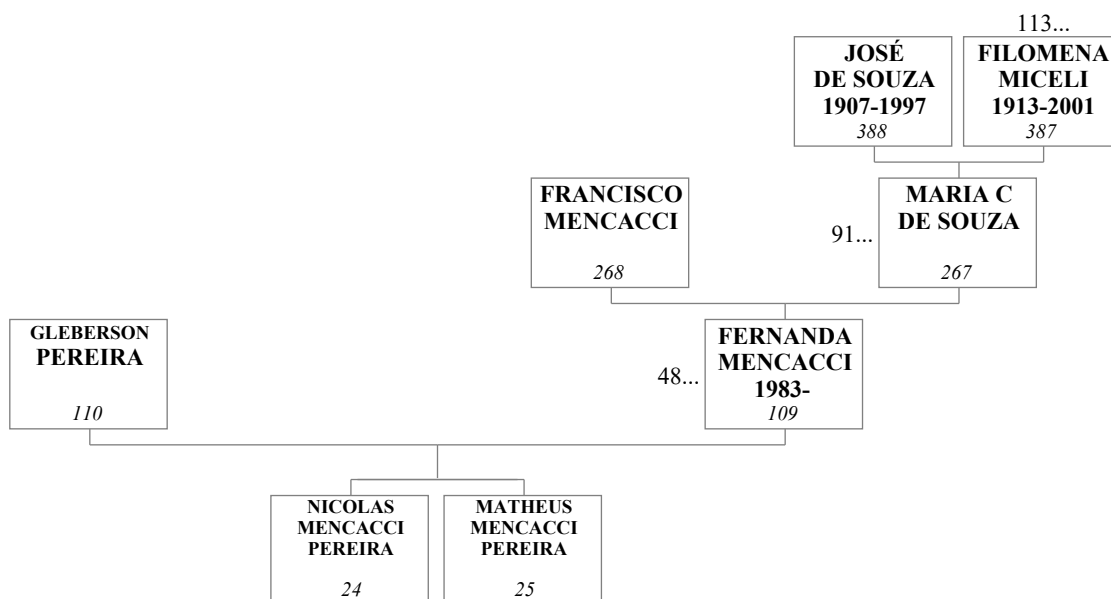 113...
JOSÉ
DE SOUZA
1907-1997
388
FILOMENA
MICELI
1913-2001
387
FRANCISCO
MENCACCI
268
91...
MARIA C
DE SOUZA
267
GLEBERSON
PEREIRA
110
48...
FERNANDA
MENCACCI
1983-
109
NICOLAS
MENCACCI
PEREIRA
24
MATHEUS
MENCACCI
PEREIRA
25